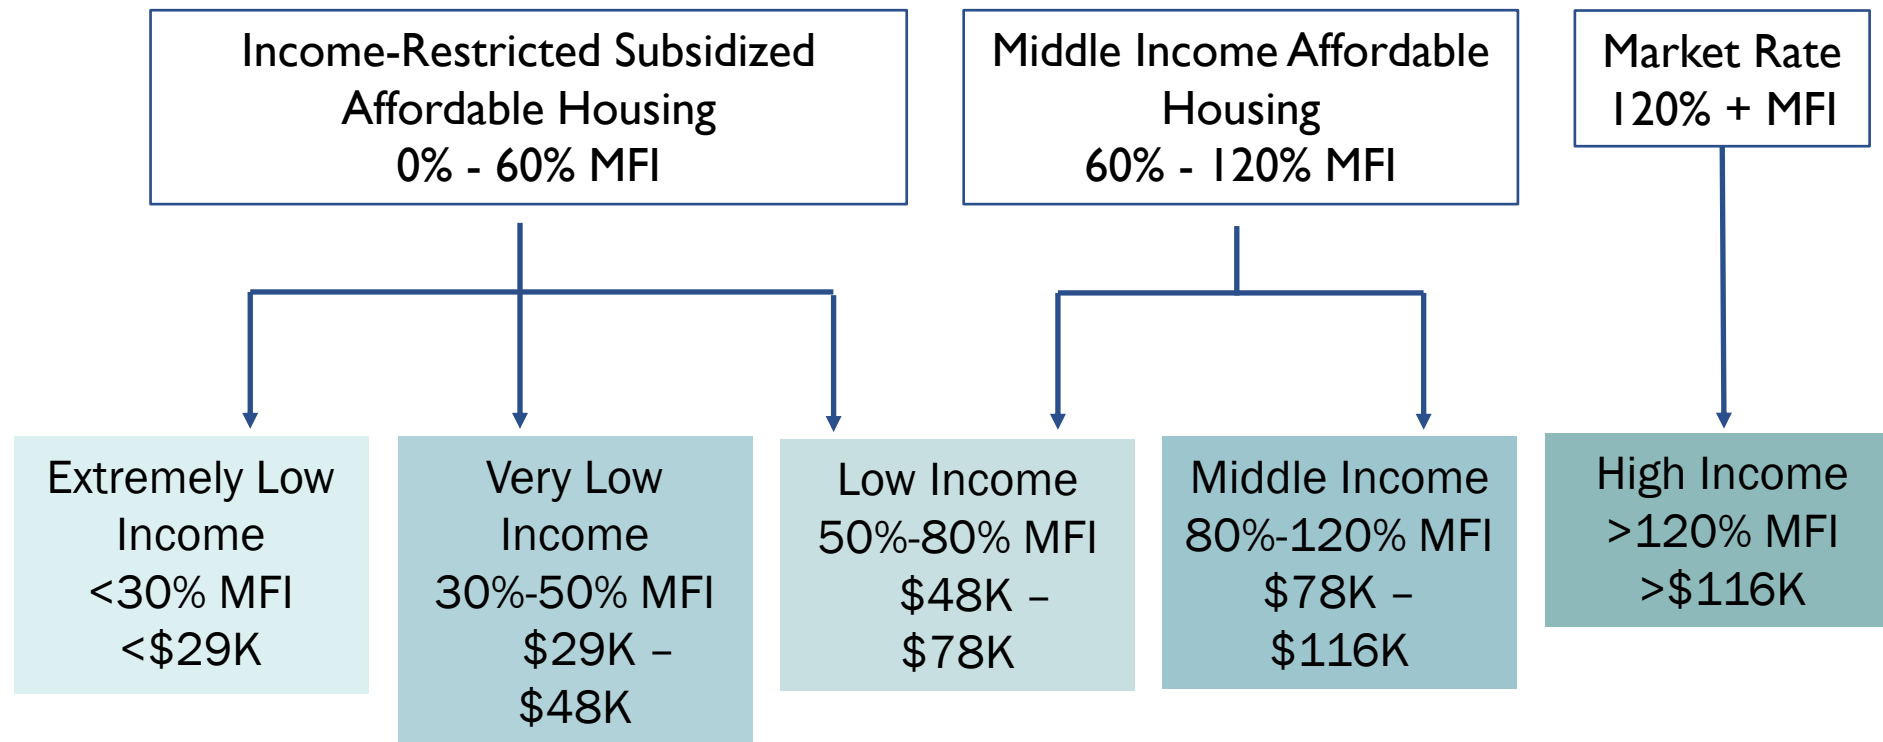 Income-Restricted Subsidized
Affordable Housing
0% - 60% MFI
Middle Income Affordable
Housing
60% - 120% MFI
Market Rate
120% + MFI
Extremely Low
Income
<30% MFI
<$29K
Very Low
Income
30%-50% MFI
$29K –
$48K
Low Income
50%-80% MFI
$48K –
$78K
Middle Income
80%-120% MFI
$78K –
$116K
High Income
>120% MFI
>$116K